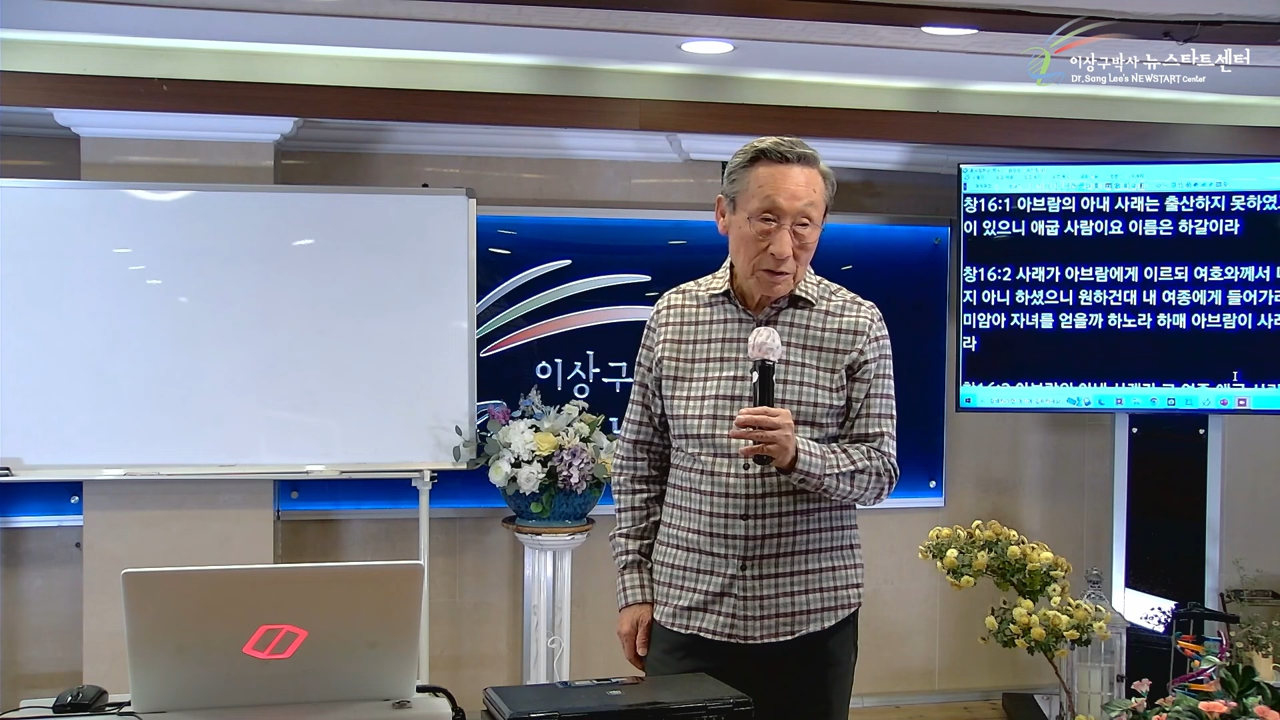 이상구박사 뉴스타트센터
Dr. Sang Lee's NEWSTART Center
창16:1 아브람의 아내 사래는 출산하지 못하였
이 있으니 애굽 사람이요 이름은 하갈이라
창16:2 사래가 아브람에게 이르되 여호와께서
지 아니 하셨으니 원하건대 내 여종에게 들어가
미암아 자녀를 얻을까 하노라 하매 아브람이 사
라
이상구